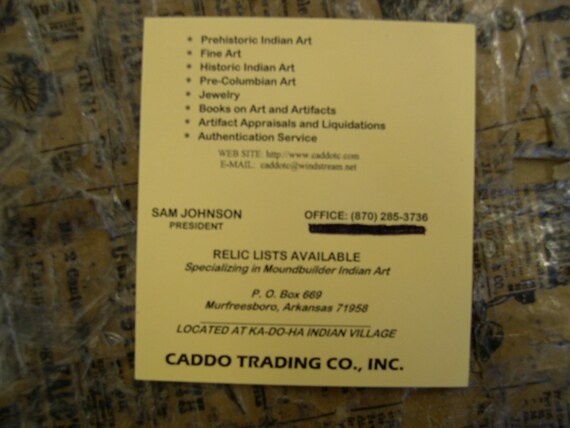 * Prehistoric Indian Art
* Fine Art
* Historic Indian Art
* Pre-Columbian Art
* Jewelry
* Books on Art and Artifacts
* Artifact Appraisals and Liquidations
* Authentication Service
WEB SITE: http://www.caddotc.com
E-MAIL: caddotc@windstream.net
SAM JOHNSON OFFICE: (870) 285-3736
PRESIDENT
RELIC LISTS AVAILABLE
Specializing in Moundbuilder Indian Art
P. O. Box 669
Murfreesboro, Arkansas 71958
LOCATED AT KA-DO-HA INDIAN VILLAGE
CADDO TRADING CO., INC.